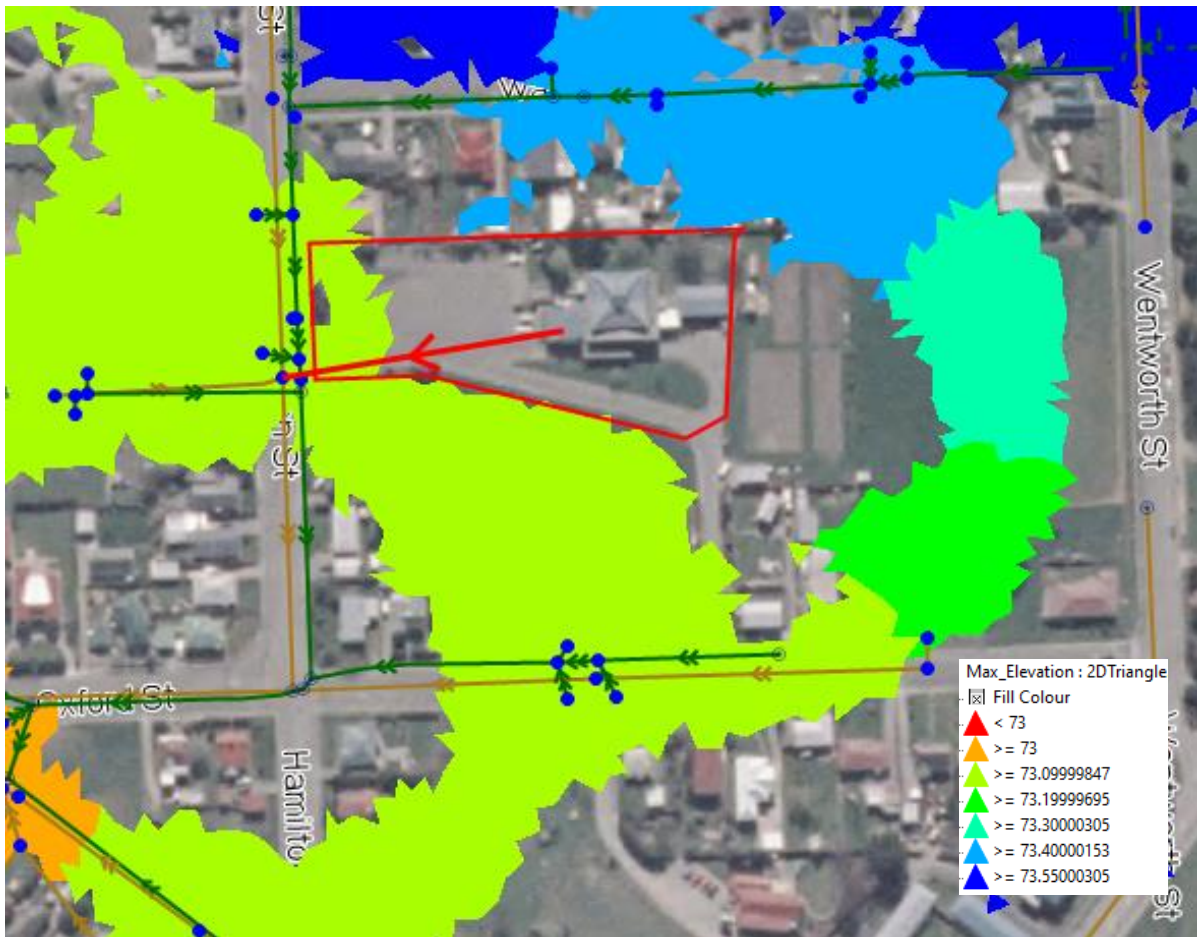 St
Wentworth St
n St
Oxford St
Hamilto
Wentworth St
Max_Elevation : 2DTriangle
Fill Colour
< 73
>= 73
>= 73.09999847
>= 73.19999695
>= 73.30000305
>= 73.40000153
>= 73.55000305